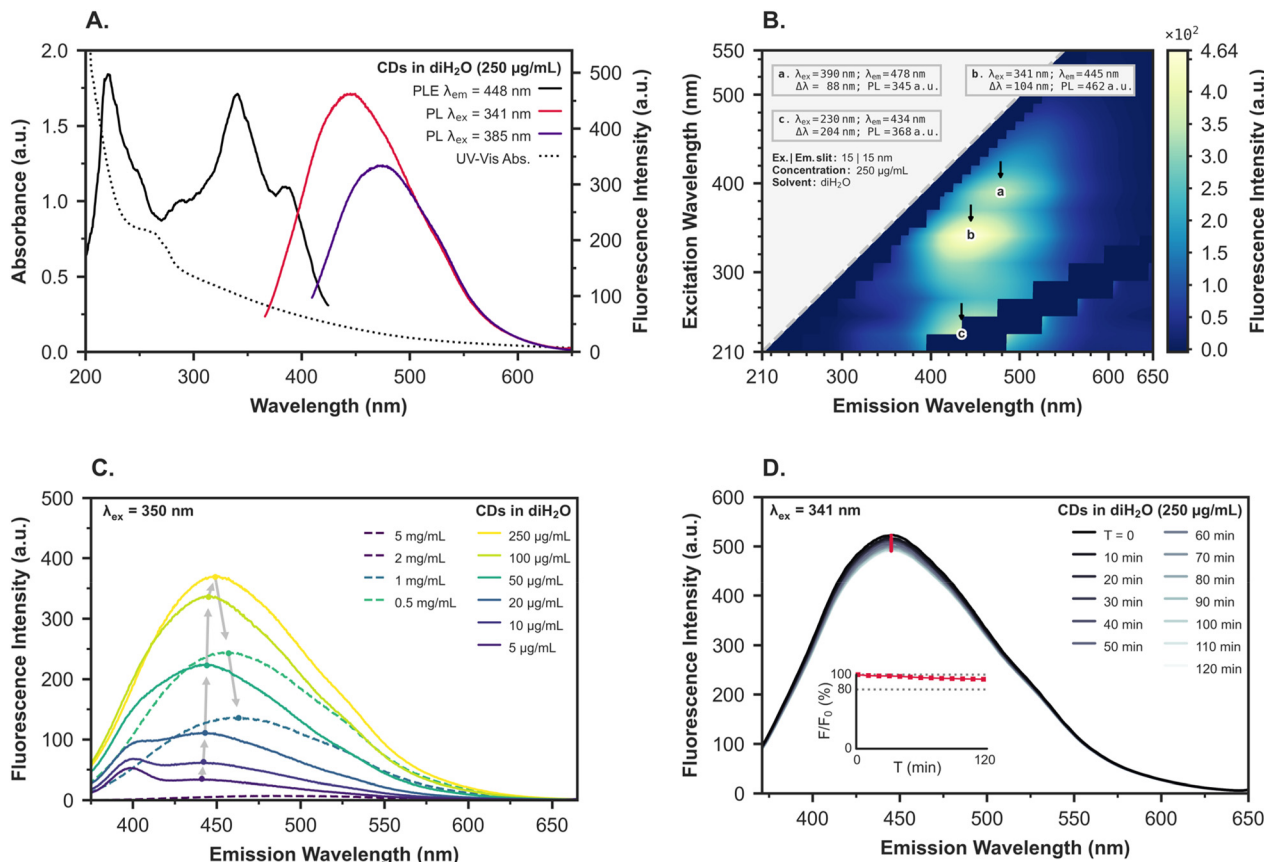 A.
CDs in diH₂O (250 µg/mL)
PLE λem = 448 nm
PL λex = 341 nm
PL λex = 385 nm
UV-Vis Abs.
Absorbance (a.u.)
2.0
1.5
1.0
0.5
0.0
Fluorescence Intensity (a.u.)
500
400
300
200
100
0
200 300 400 500 600
Wavelength (nm)
B.
a. λex=390 nm; λem=478 nm
Δλ = 88 nm; PL=345 a.u.
b. λex=341 nm; λem=445 nm
Δλ=104 nm; PL=462 a.u.
c. λex=230 nm; λem=434 nm
Δλ=204 nm; PL=368 a.u.
Ex.|Em. slit: 15 | 15 nm
Concentration: 250 µg/mL
Solvent: diH₂O
a
b
c
Excitation Wavelength (nm)
550
500
400
300
210
210 300 400 500 600 650
Emission Wavelength (nm)
×10²
4.64
4.0
3.5
3.0
2.5
2.0
1.5
1.0
0.5
0.0
Fluorescence Intensity (a.u.)
C.
λex = 350 nm
CDs in diH₂O
5 mg/mL
2 mg/mL
1 mg/mL
0.5 mg/mL
250 µg/mL
100 µg/mL
50 µg/mL
20 µg/mL
10 µg/mL
5 µg/mL
Fluorescence Intensity (a.u.)
500
450
400
350
300
250
200
150
100
50
0
400 450 500 550 600 650
Emission Wavelength (nm)
D.
λex = 341 nm
CDs in diH₂O (250 µg/mL)
T = 0
10 min
20 min
30 min
40 min
50 min
60 min
70 min
80 min
90 min
100 min
110 min
120 min
Fluorescence Intensity (a.u.)
600
500
400
300
200
100
0
F/F₀ (%)
100
80
0
0 120
T (min)
400 450 500 550 600 650
Emission Wavelength (nm)